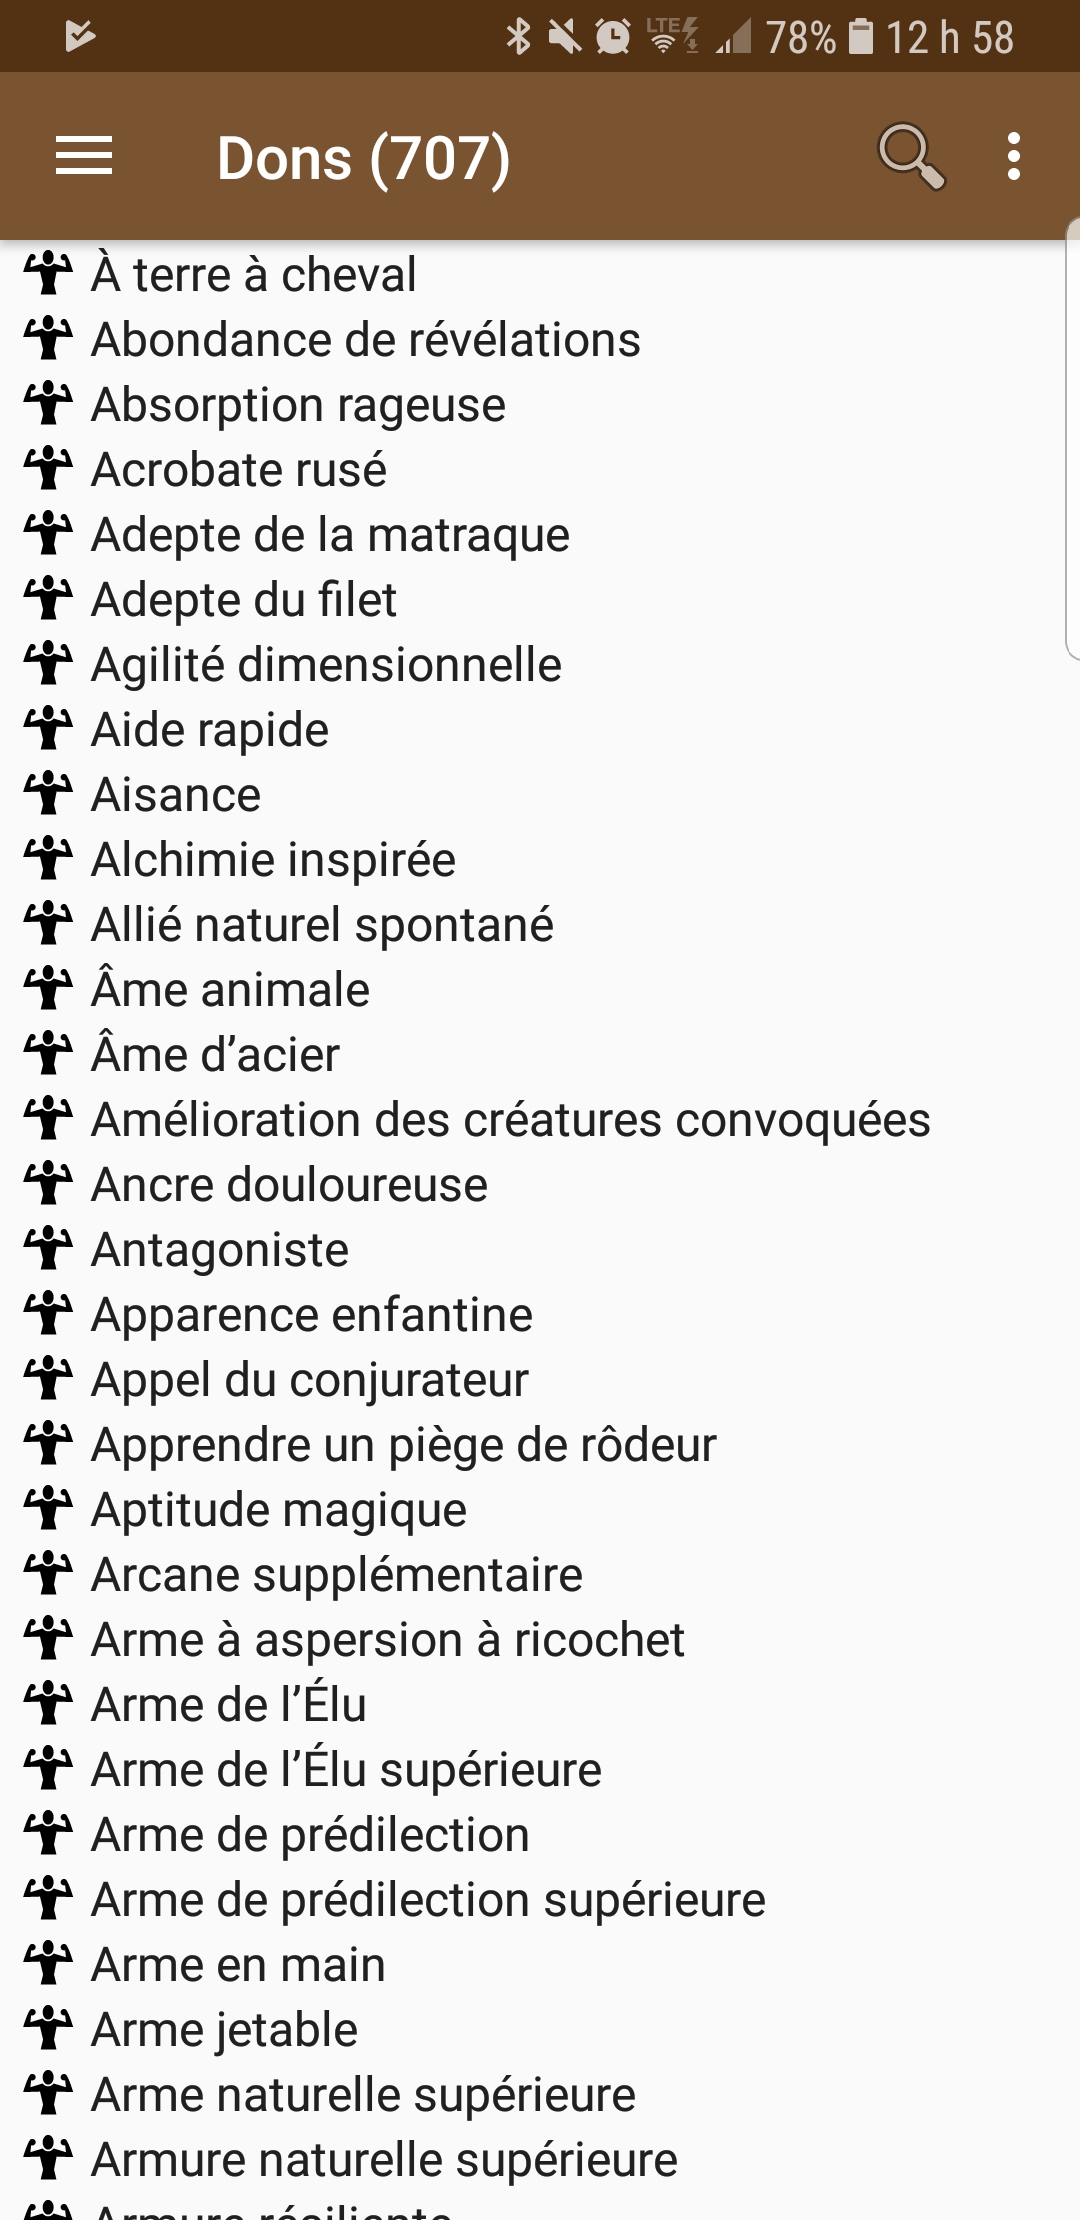 LTE 78% 12 h 58
Dons (707)
À terre à cheval
Abondance de révélations
Absorption rageuse
Acrobate rusé
Adepte de la matraque
Adepte du filet
Agilité dimensionnelle
Aide rapide
Aisance
Alchimie inspirée
Allié naturel spontané
Âme animale
Âme d’acier
Amélioration des créatures convoquées
Ancre douloureuse
Antagoniste
Apparence enfantine
Appel du conjurateur
Apprendre un piège de rôdeur
Aptitude magique
Arcane supplémentaire
Arme à aspersion à ricochet
Arme de l’Élu
Arme de l’Élu supérieure
Arme de prédilection
Arme de prédilection supérieure
Arme en main
Arme jetable
Arme naturelle supérieure
Armure naturelle supérieure
Armure résiliente